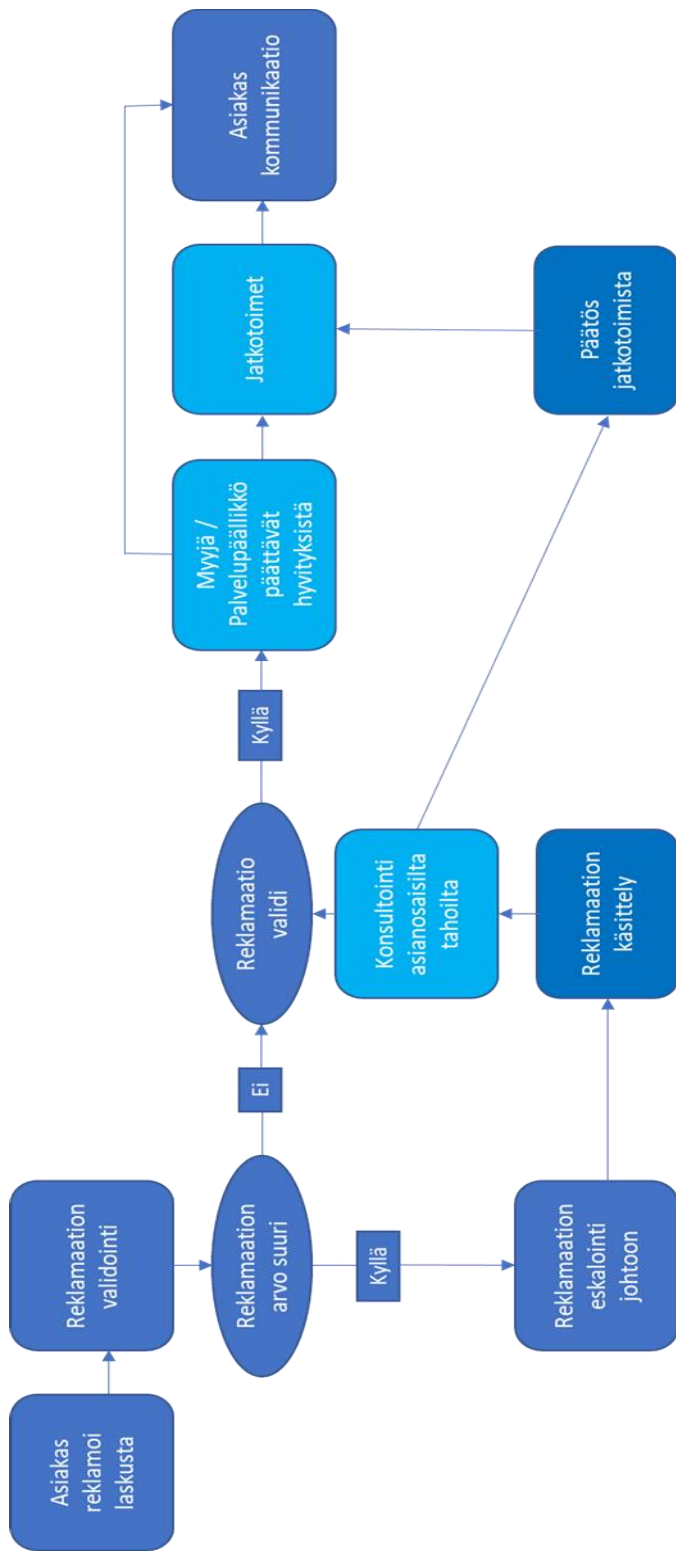 Asiakas
reklamoi
laskusta
Reklamaation
validointi
Reklamaation
arvo suuri
Ei
Kyllä
Reklamaation
eskalointi
johtoon
Reklamaation
käsittely
Konsultointi
asianosaisilta
tahoilta
Reklamaatio
validi
Kyllä
Myyjä /
Palvelupäällikkö
päättävät
hyvityksistä
Päätös
jatkotoimista
Jatkotoimet
Asiakas
kommunikaatio